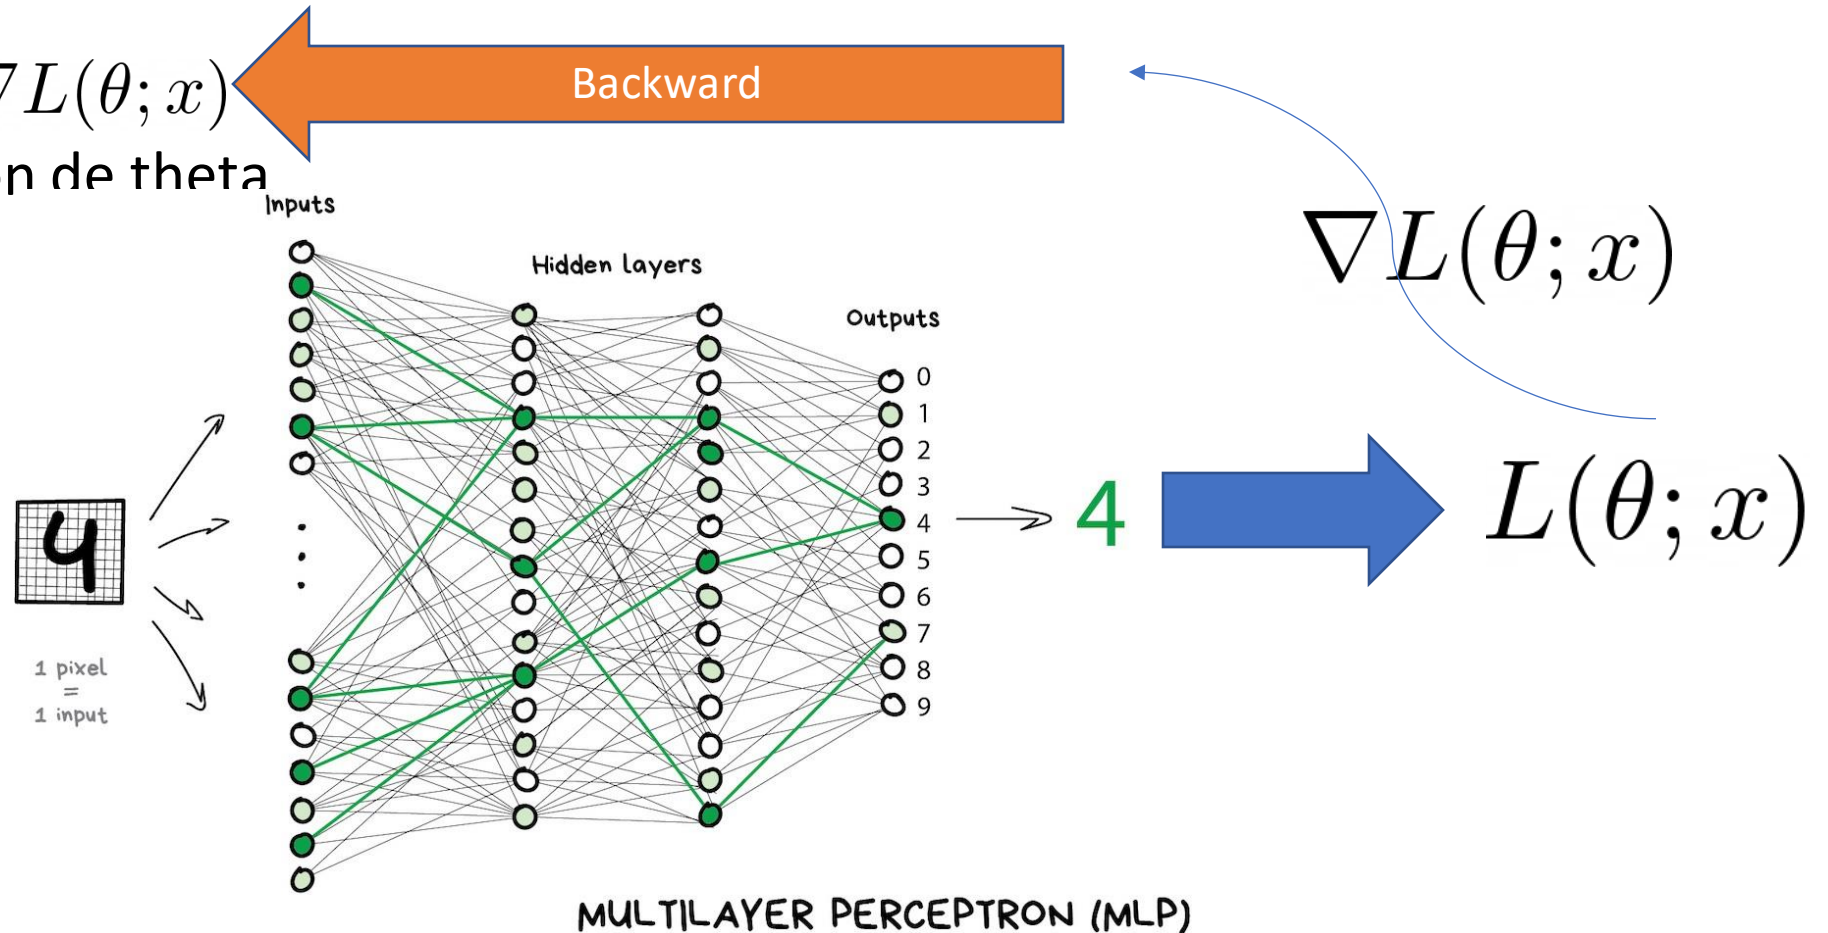 ∇L(θ; x)
Backward
n de theta
Inputs
Hidden layers
Outputs
∇L(θ; x)
0
1
2
3
4
5
6
7
8
9
4
4
L(θ; x)
1 pixel
=
1 input
MULTILAYER PERCEPTRON (MLP)